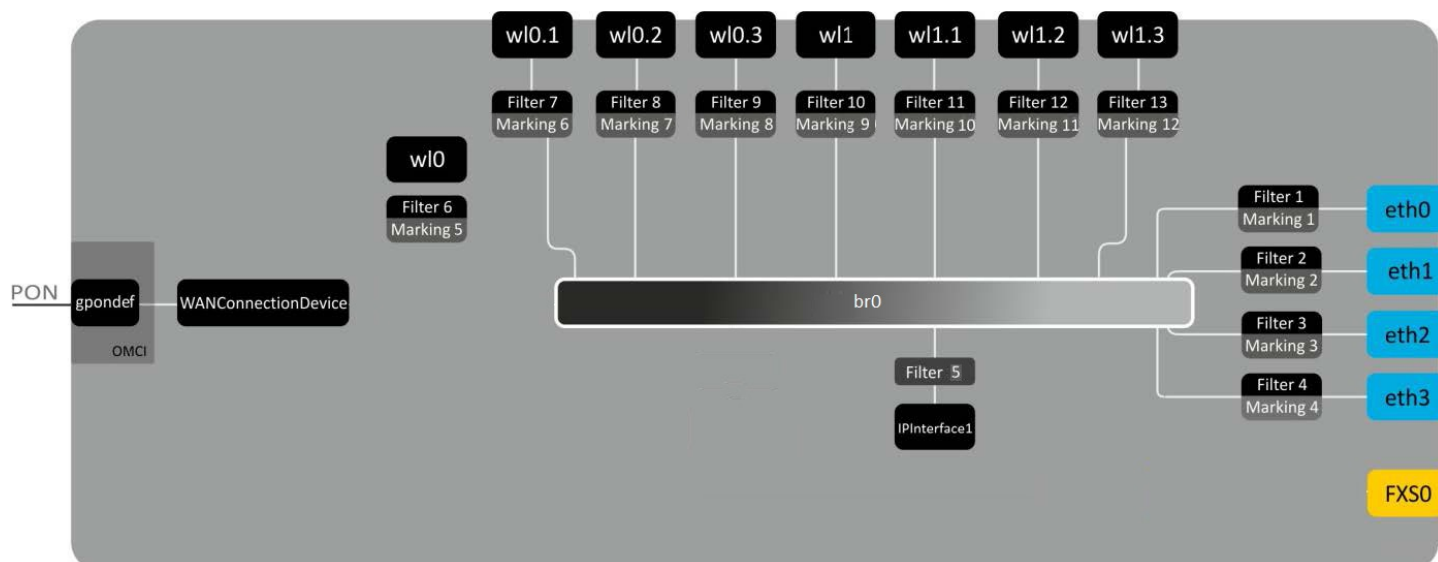 wl0.1 wl0.2 wl0.3 wl1 wl1.1 wl1.2 wl1.3
Filter 7 Filter 8 Filter 9 Filter 10 Filter 11 Filter 12 Filter 13
Marking 6 Marking 7 Marking 8 Marking 9 Marking 10 Marking 11 Marking 12
wl0
Filter 6
Marking 5
Filter 1
Marking 1
eth0
Filter 2
Marking 2
eth1
PON
gpondef
OMCI
WANConnectionDevice
br0
Filter 3
Marking 3
eth2
Filter 5
IPInterface1
Filter 4
Marking 4
eth3
FXS0